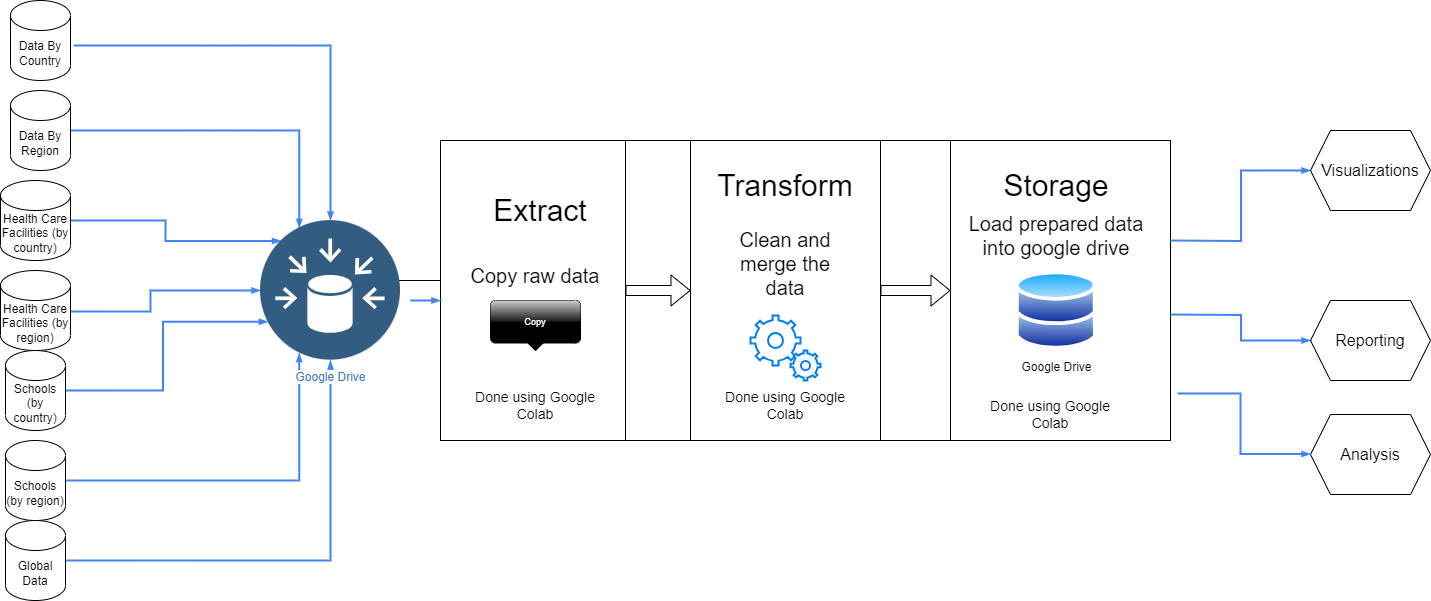 Data By
Country
Data By
Region
Health Care
Facilities (by
country)
Health Care
Facilities (by
region)
Schools
(by
country)
Schools
(by region)
Global
Data
Google Drive
Extract
Copy raw data
Copy
Done using Google
Colab
Transform
Clean and
merge the
data
Done using Google
Colab
Storage
Load prepared data
into google drive
Google Drive
Done using Google
Colab
Visualizations
Reporting
Analysis